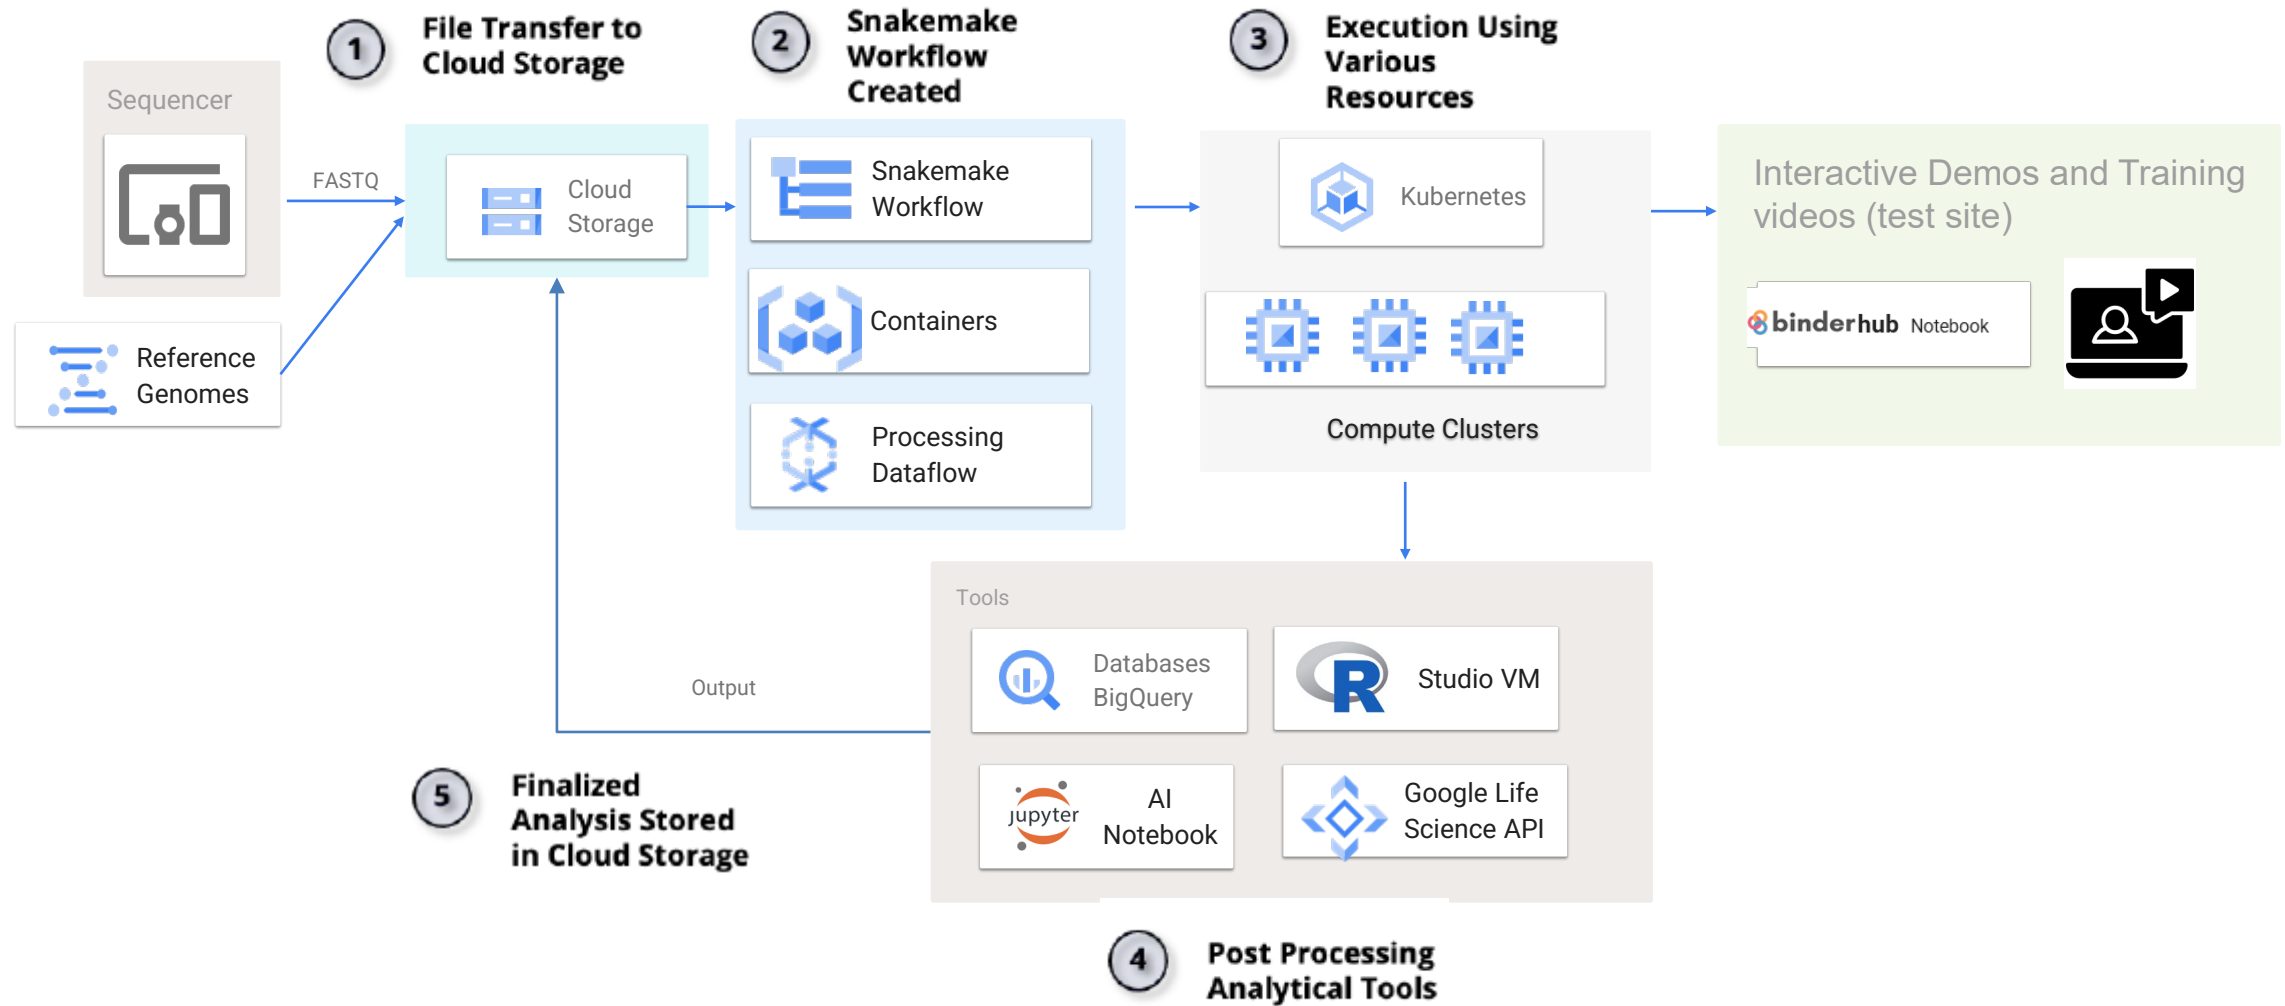 1
File Transfer to
Cloud Storage
2
Snakemake
Workflow
Created
3
Execution Using
Various
Resources
Sequencer
FASTQ
Cloud
Storage
Reference
Genomes
Snakemake
Workflow
Containers
Processing
Dataflow
Kubernetes
Compute Clusters
Interactive Demos and Training
videos (test site)
binderhub Notebook
Tools
Databases
BigQuery
R Studio VM
jupyter
AI
Notebook
Google Life
Science API
Output
5
Finalized
Analysis Stored
in Cloud Storage
4
Post Processing
Analytical Tools